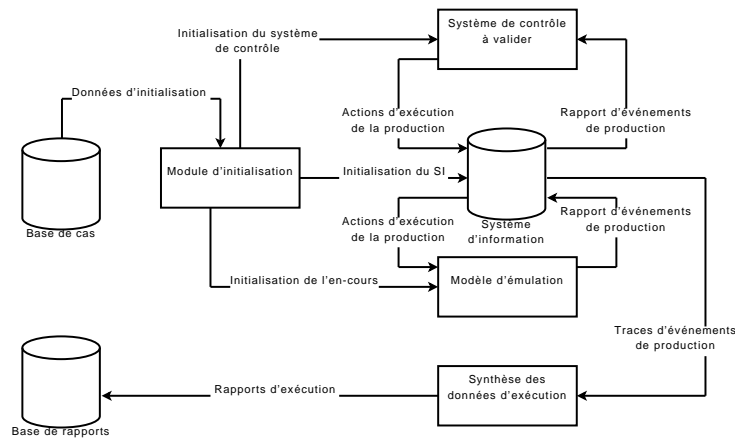 Système de contrôle
à valider
Initialisation du système
de contrôle
Données d'initialisation
Actions d'exécution
de la production
Rapport d'événements
de production
Module d'initialisation
Initialisation du SI
Base de cas
Système
d'information
Actions d'exécution
de la production
Rapport d'événements
de production
Initialisation de l'en-cours
Modèle d'émulation
Traces d'événements
de production
Synthèse des
données d'exécution
Rapports d'exécution
Base de rapports